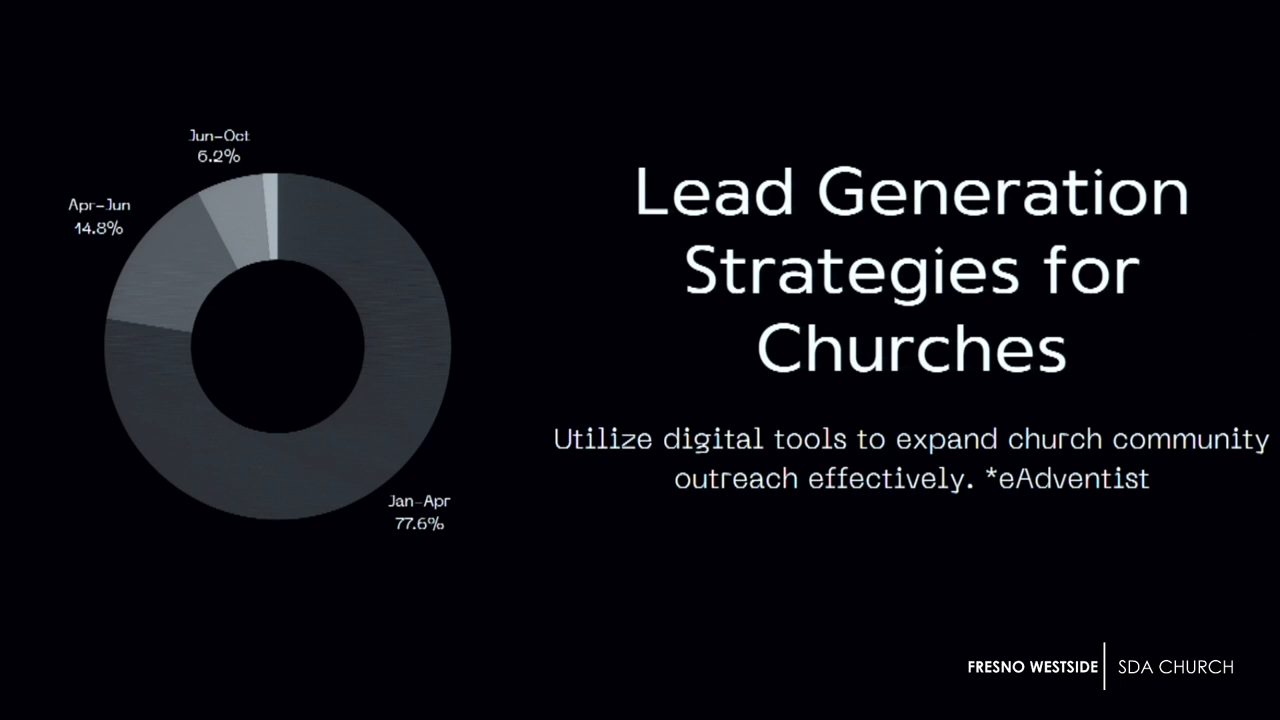 Jun-Oct
6.2%
Apr-Jun
14.8%
Jan-Apr
77.6%
Lead Generation
Strategies for
Churches
Utilize digital tools to expand church community
outreach effectively. *eAdventist
FRESNO WESTSIDE SDA CHURCH